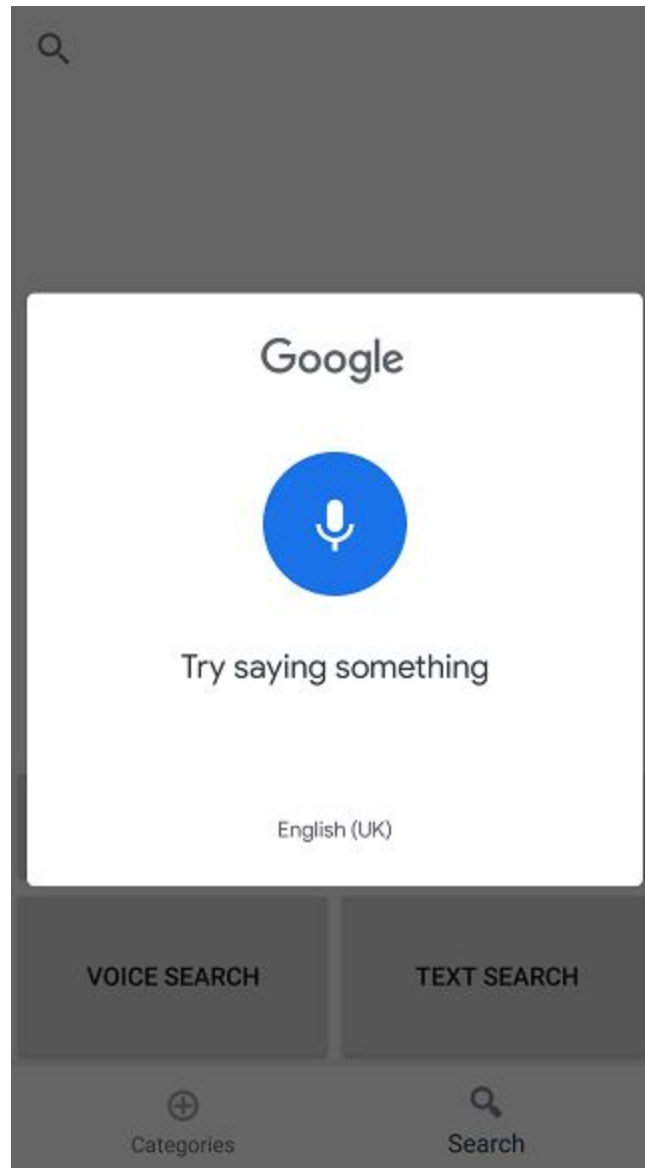 Google
Try saying something
English (UK)
VOICE SEARCH
TEXT SEARCH
Categories
Search